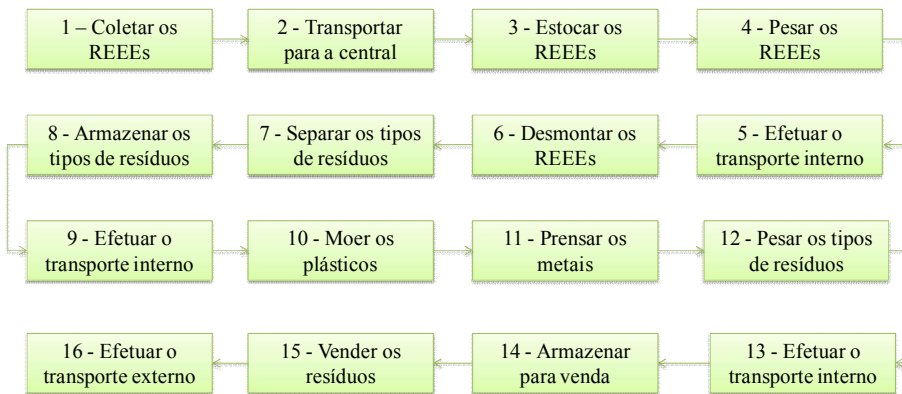 1 – Coletar os
REEEs
2 - Transportar
para a central
3 - Estocar os
REEEs
4 - Pesar os
REEEs
5 - Efetuar o
transporte interno
6 - Desmontar os
REEEs
7 - Separar os tipos
de resíduos
8 - Armazenar os
tipos de resíduos
9 - Efetuar o
transporte interno
10 - Moer os
plásticos
11 - Prensar os
metais
12 - Pesar os tipos
de resíduos
13 - Efetuar o
transporte interno
14 - Armazenar
para venda
15 - Vender os
resíduos
16 - Efetuar o
transporte externo